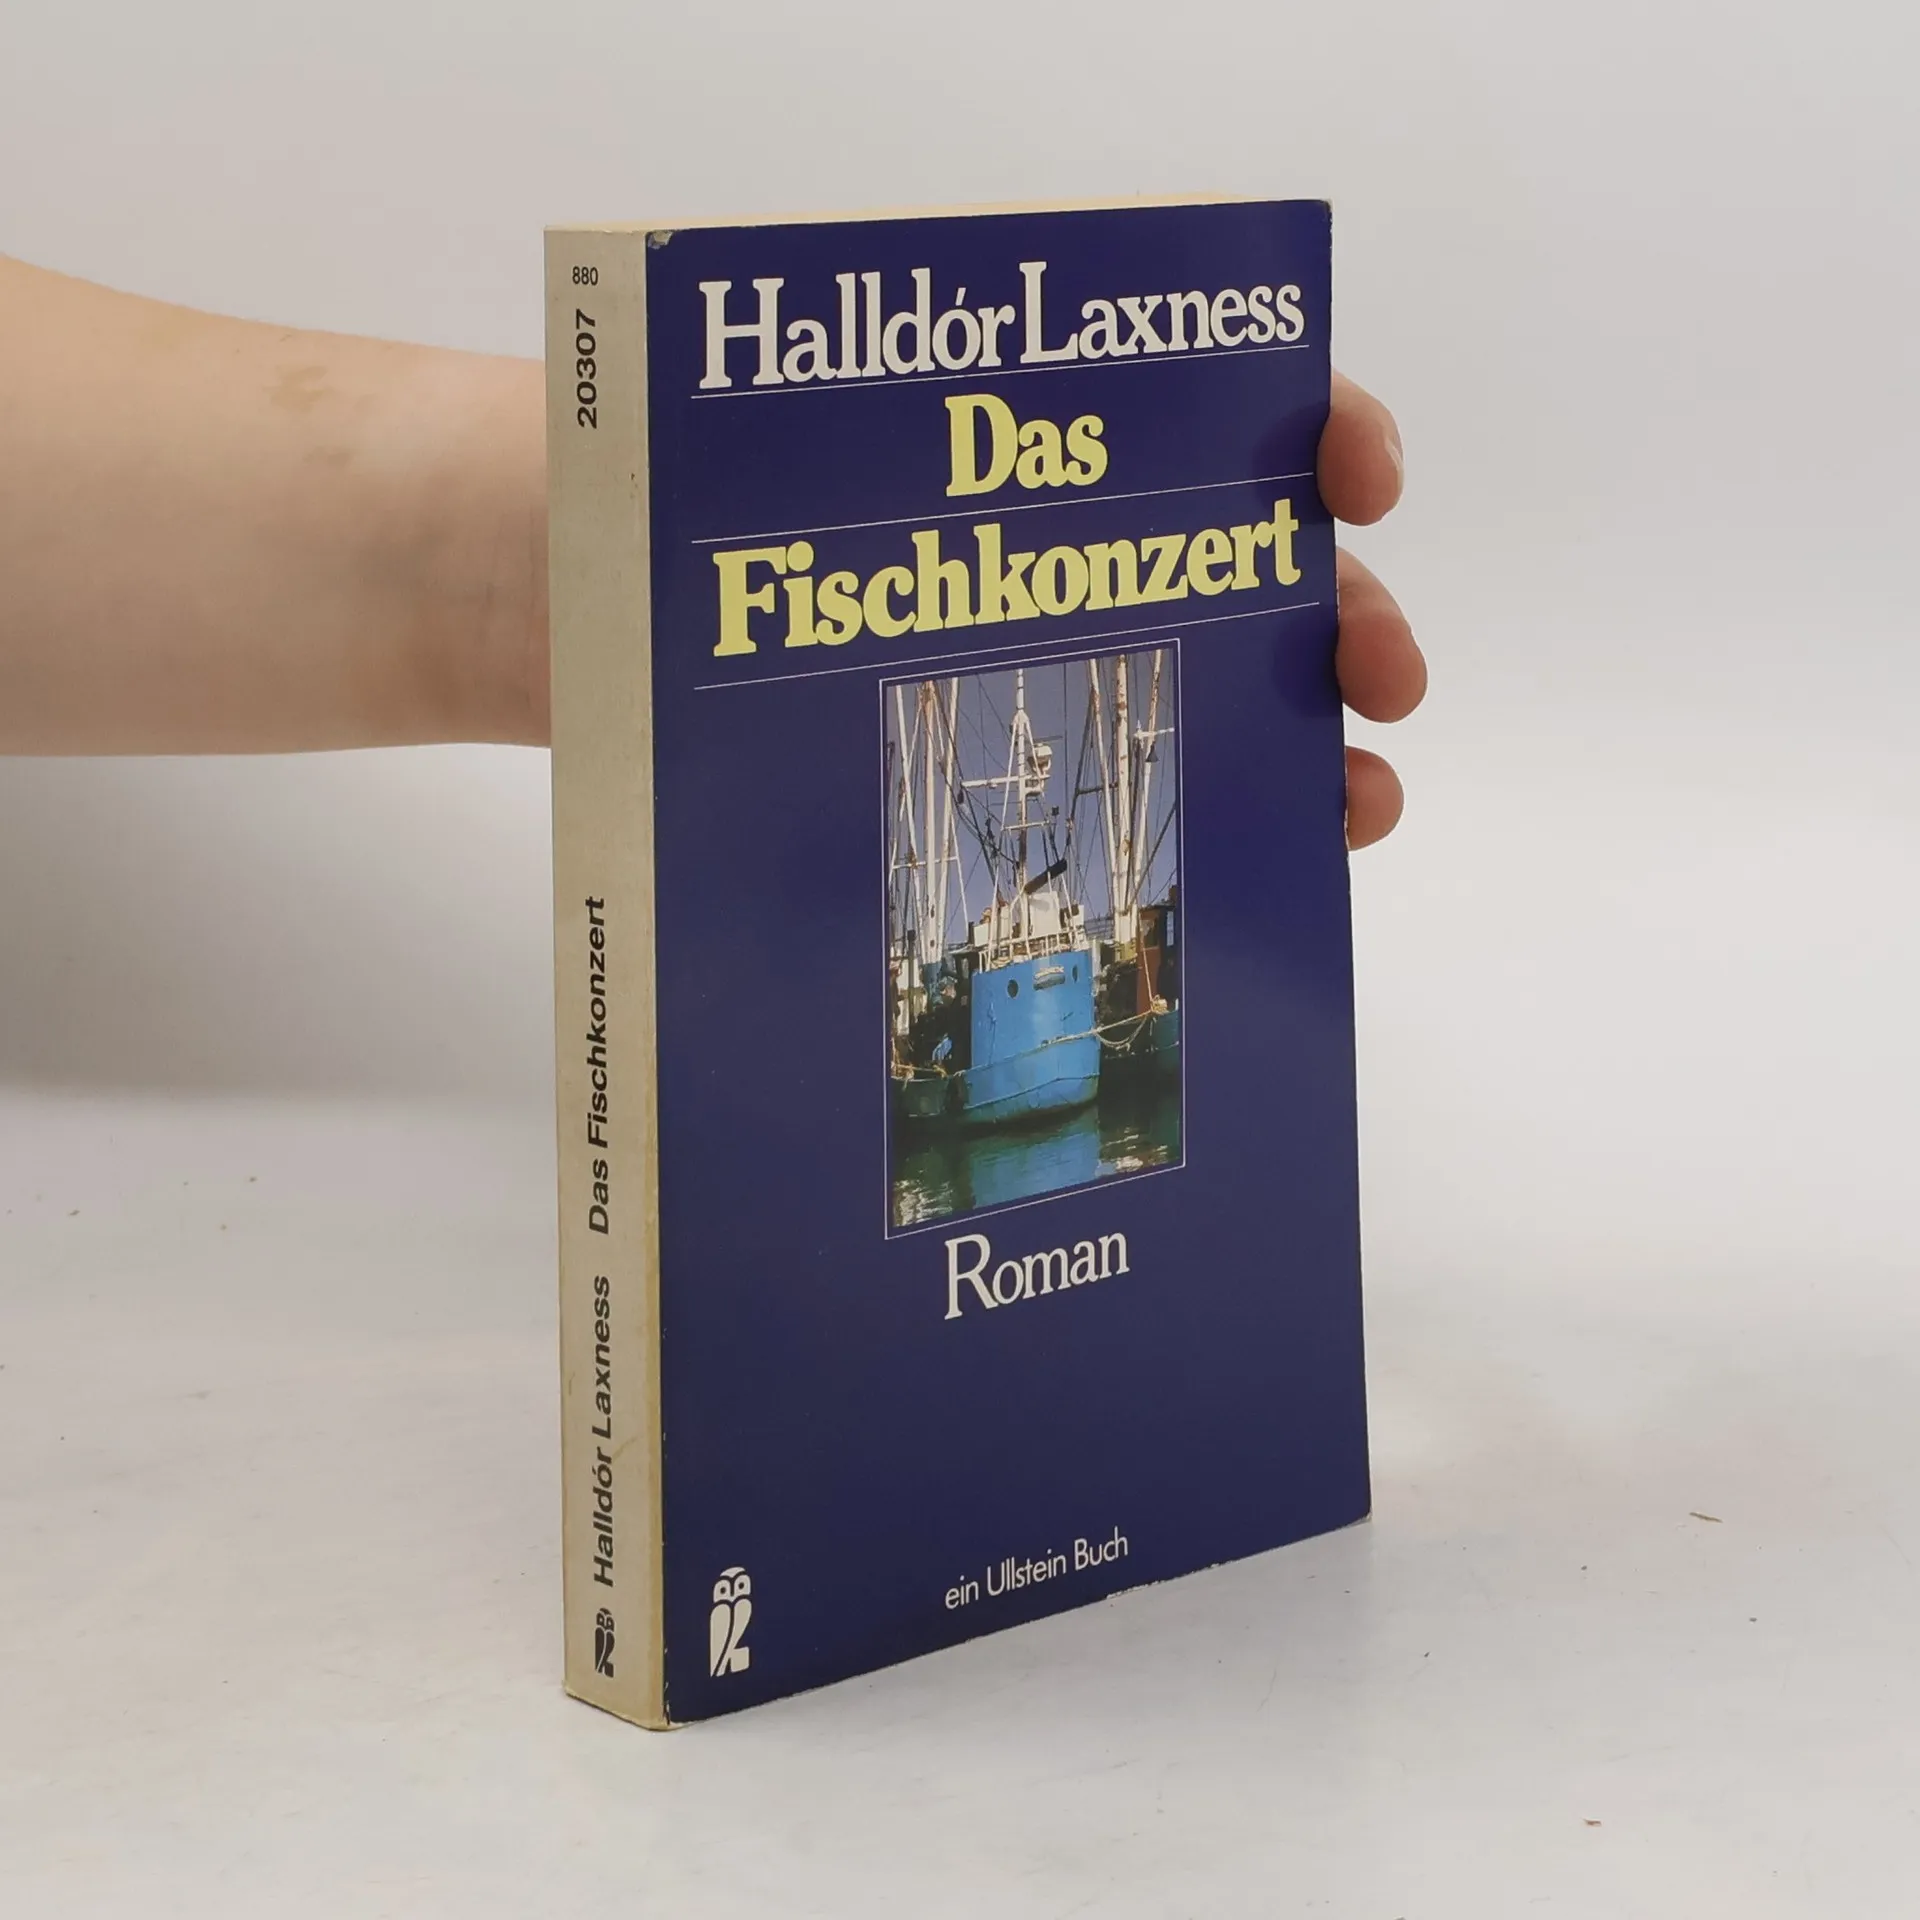 880
20307
Halldór Laxness Das Fischkonzert
Halldór Laxness
Das
Fischkonzert
Roman
ein Ullstein Buch